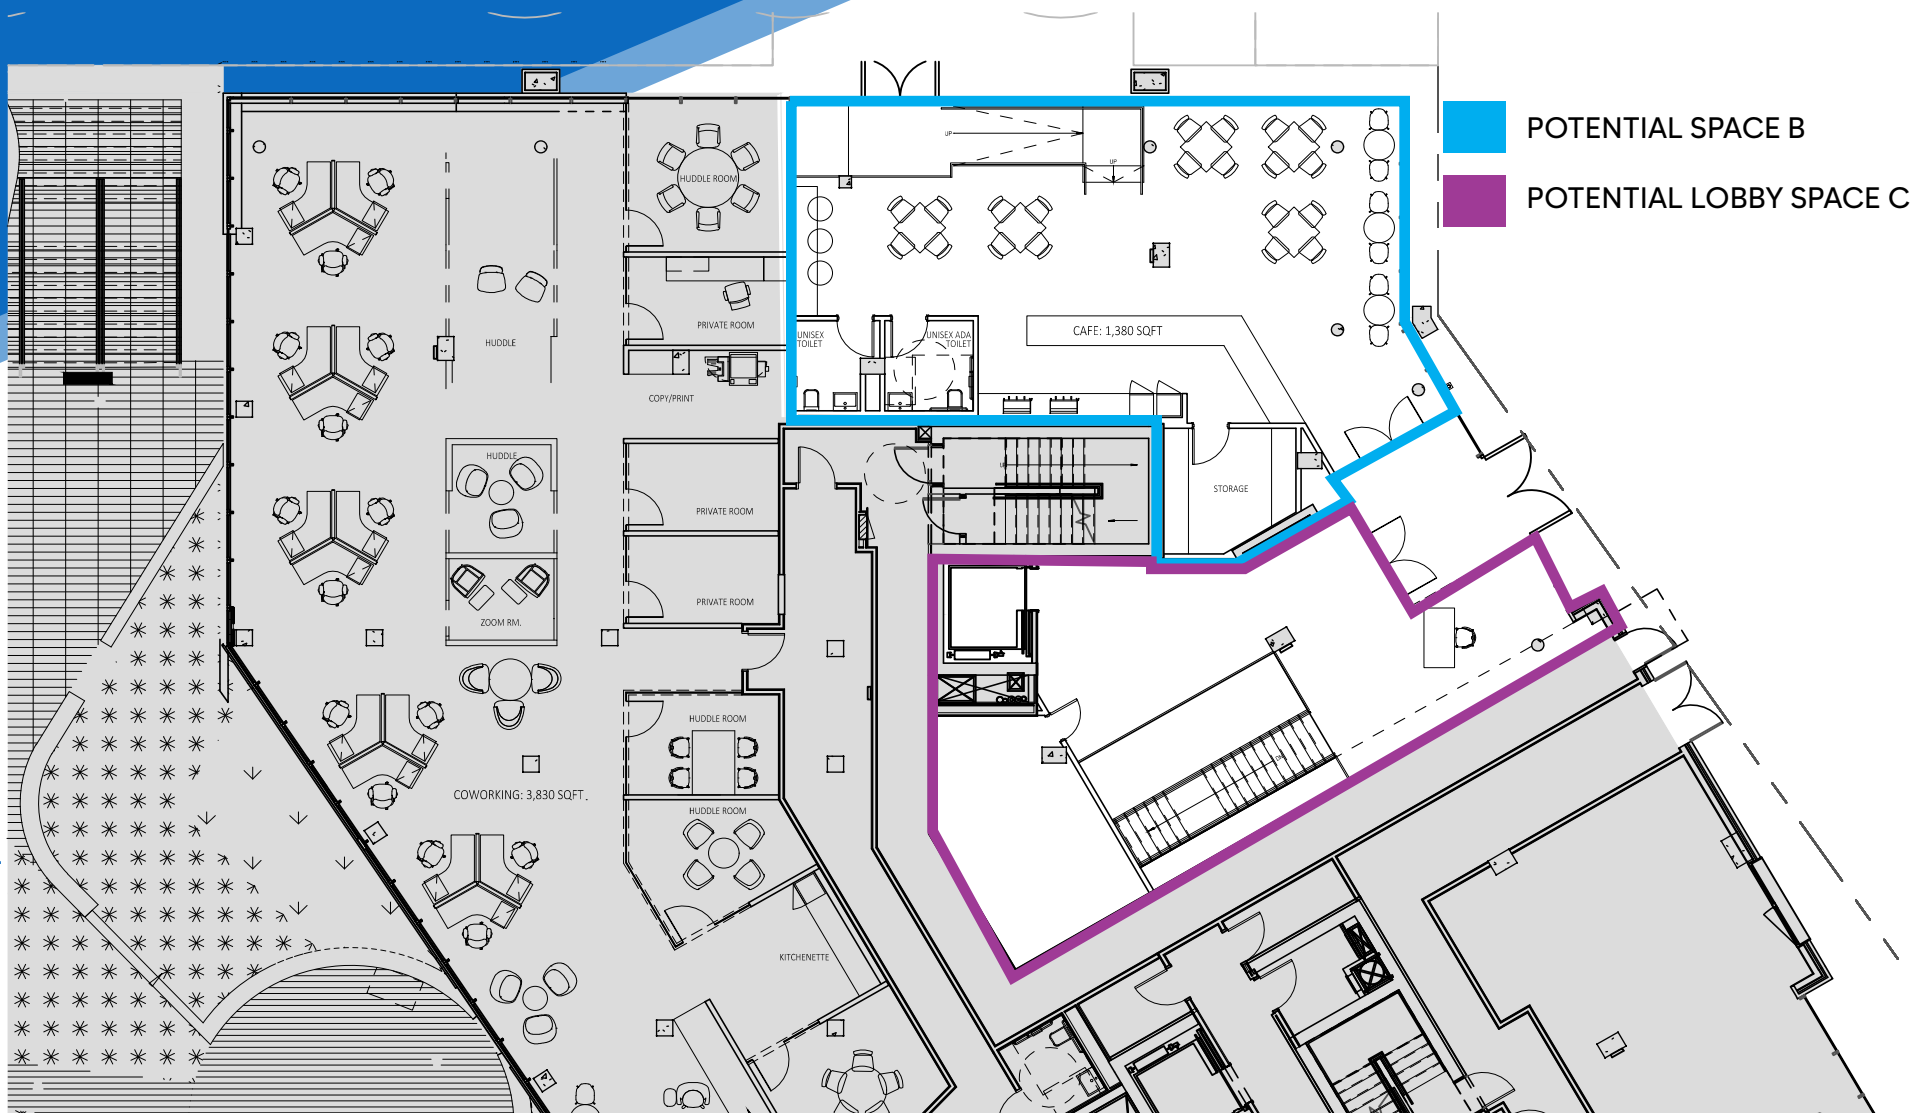 POTENTIAL SPACE B
POTENTIAL LOBBY SPACE C
UP
UP
HUDDLE ROOM
PRIVATE ROOM
HUDDLE
UNISEX
TOILET
UNISEX ADA
TOILET
CAFE: 1,380 SQFT
COPY/PRINT
HUDDLE
STORAGE
PRIVATE ROOM
PRIVATE ROOM
ZOOM RM.
HUDDLE ROOM
COWORKING: 3,830 SQFT.
HUDDLE ROOM
KITCHENETTE